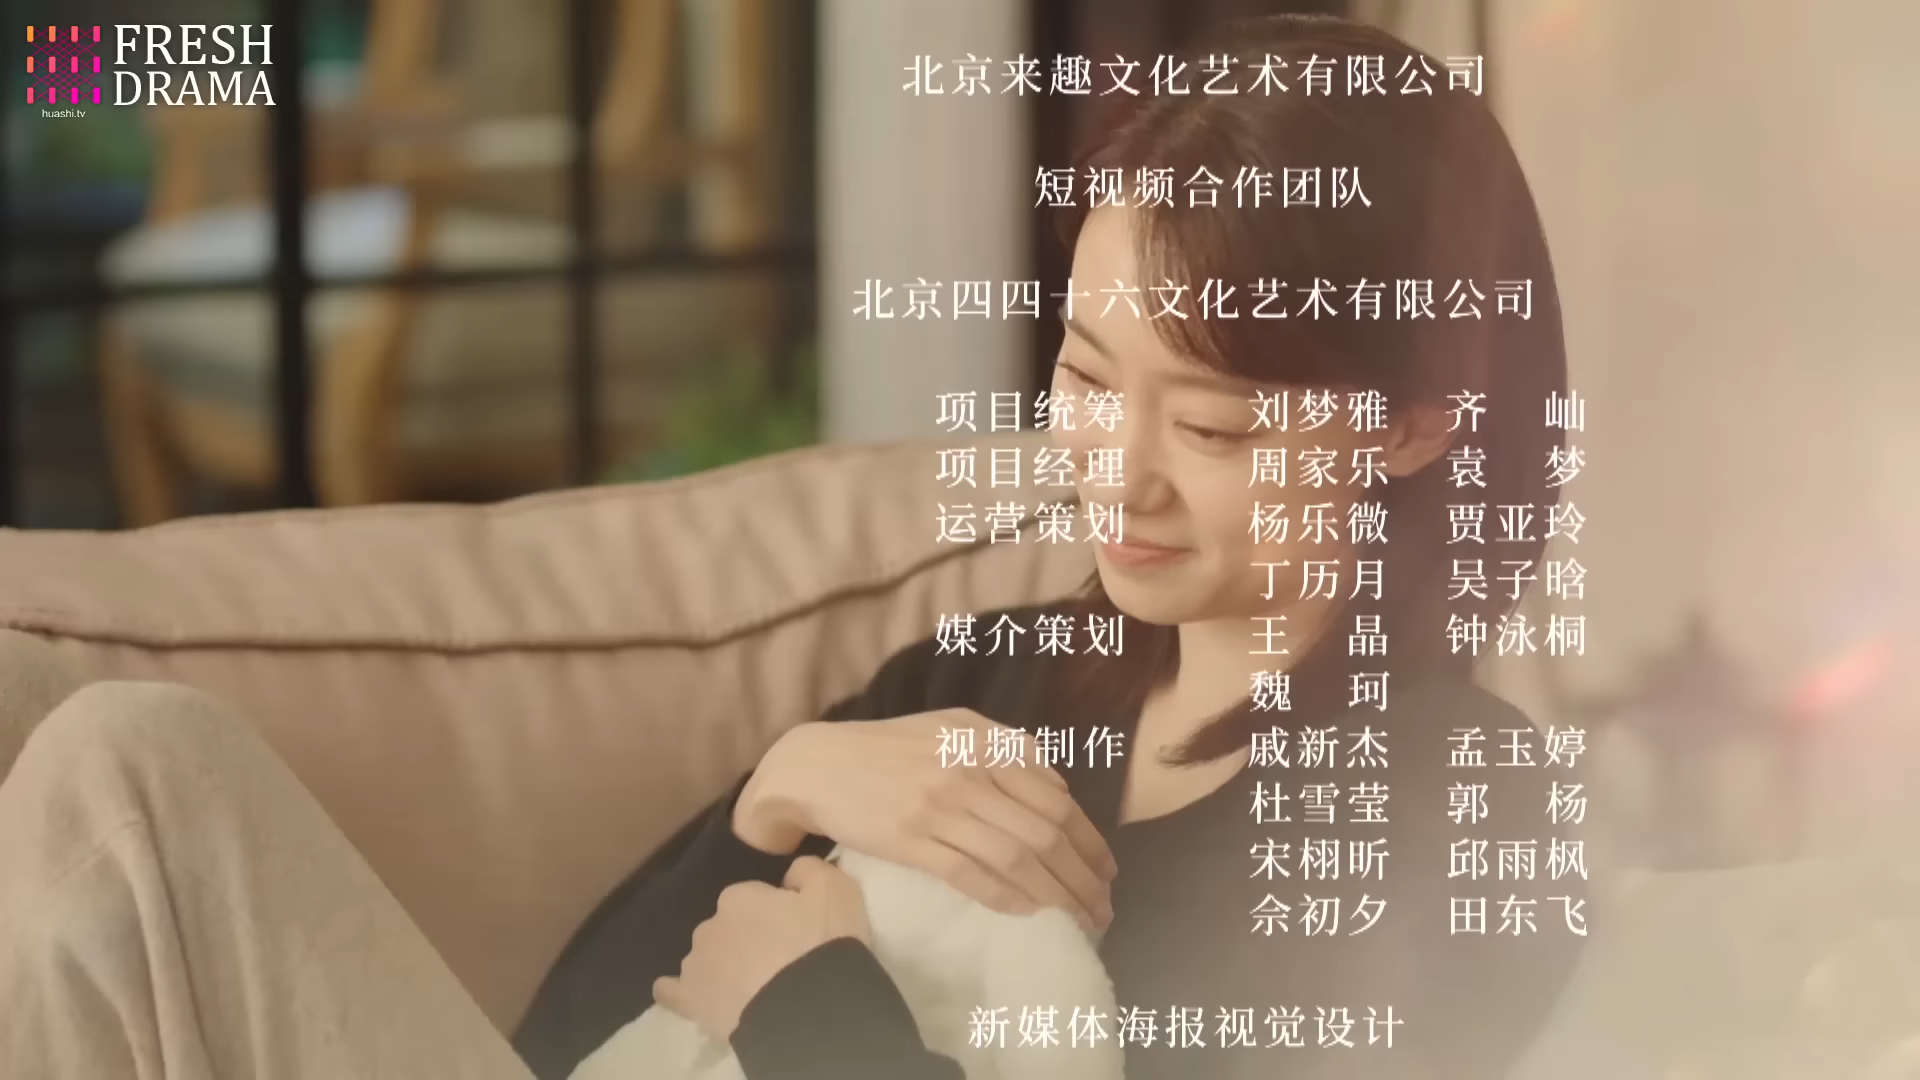 FRESH
DRAMA
huashi.tv
北京来趣文化艺术有限公司
短视频合作团队
北京四四十六文化艺术有限公司
项目统筹 刘梦雅 齐 屾
项目经理 周家乐 袁 梦
运营策划 杨乐微 贾亚玲
丁历月 吴子晗
媒介策划 王 晶 钟泳桐
魏 珂
视频制作 戚新杰 孟玉婷
杜雪莹 郭 杨
宋栩昕 邱雨枫
佘初夕 田东飞
新媒体海报视觉设计